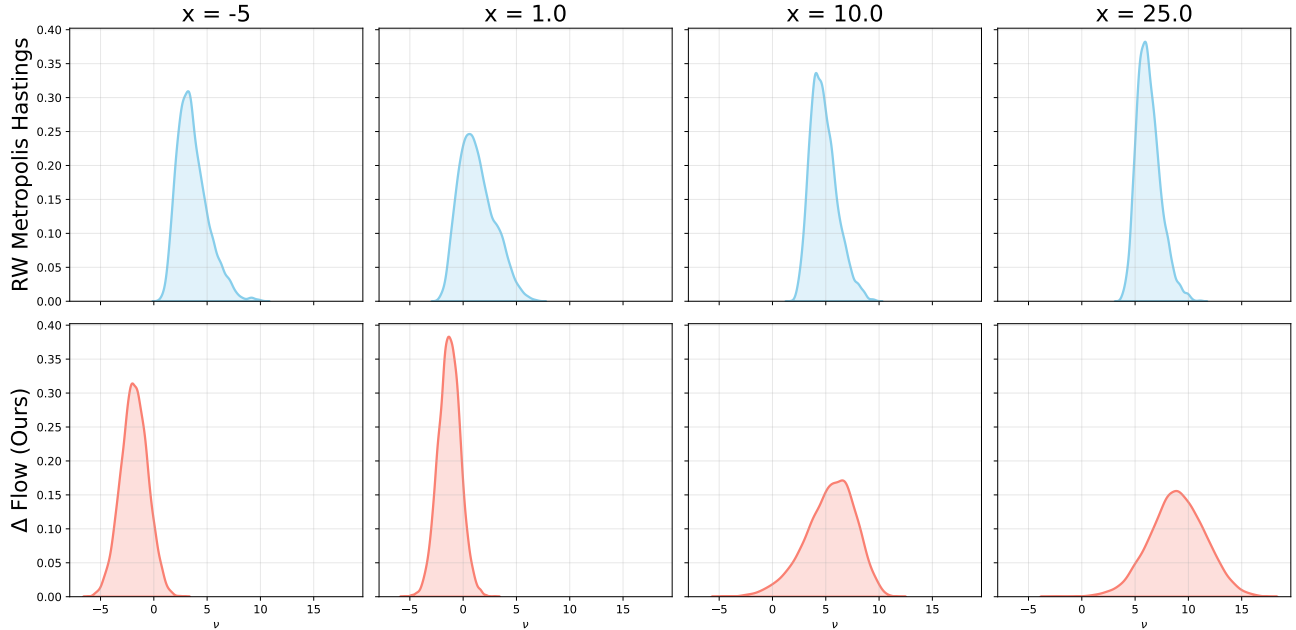 x = -5
x = 1.0
x = 10.0
x = 25.0
RW Metropolis Hastings
0.40
0.35
0.30
0.25
0.20
0.15
0.10
0.05
0.00
Δ Flow (Ours)
0.40
0.35
0.30
0.25
0.20
0.15
0.10
0.05
0.00
−5 0 5 10 15
−5 0 5 10 15
−5 0 5 10 15
−5 0 5 10 15
ν
ν
ν
ν